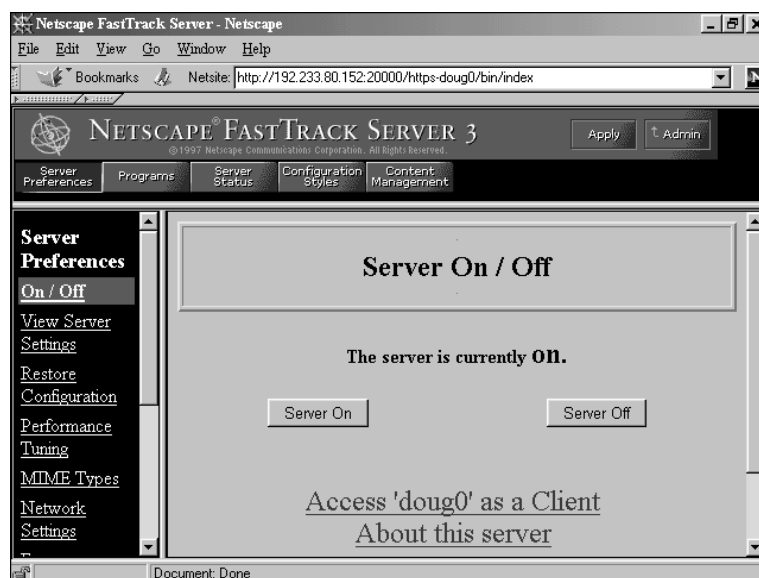 Netscape FastTrack Server - Netscape
File Edit View Go Window Help
Bookmarks Netsite: http://192.233.80.152:20000/https-doug0/bin/index
NETSCAPE® FASTTRACK SERVER 3
©1997 Netscape Communications Corporation. All Rights Reserved.
Apply Admin
Server Preferences
Programs
Server Status
Configuration Styles
Content Management
Server
Preferences
On / Off
View Server
Settings
Restore
Configuration
Performance
Tuning
MIME Types
Network
Settings
Server On / Off
The server is currently on.
Server On Server Off
Access 'doug0' as a Client
About this server
Document: Done